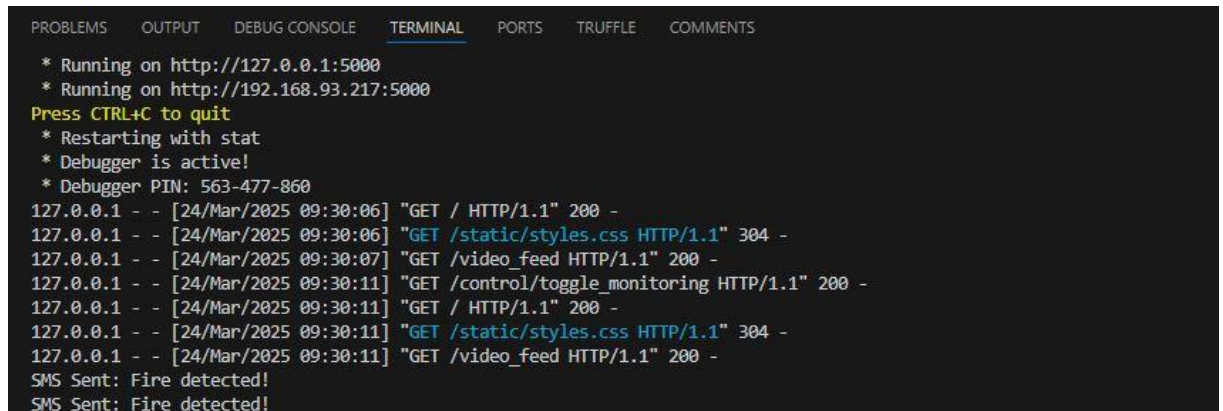 PROBLEMS OUTPUT DEBUG CONSOLE TERMINAL PORTS TRUFFLE COMMENTS
* Running on http://127.0.0.1:5000
* Running on http://192.168.93.217:5000
Press CTRL+C to quit
* Restarting with stat
* Debugger is active!
* Debugger PIN: 563-477-860
127.0.0.1 - - [24/Mar/2025 09:30:06] "GET / HTTP/1.1" 200 -
127.0.0.1 - - [24/Mar/2025 09:30:06] "GET /static/styles.css HTTP/1.1" 304 -
127.0.0.1 - - [24/Mar/2025 09:30:07] "GET /video_feed HTTP/1.1" 200 -
127.0.0.1 - - [24/Mar/2025 09:30:11] "GET /control/toggle_monitoring HTTP/1.1" 200 -
127.0.0.1 - - [24/Mar/2025 09:30:11] "GET / HTTP/1.1" 200 -
127.0.0.1 - - [24/Mar/2025 09:30:11] "GET /static/styles.css HTTP/1.1" 304 -
127.0.0.1 - - [24/Mar/2025 09:30:11] "GET /video_feed HTTP/1.1" 200 -
SMS Sent: Fire detected!
SMS Sent: Fire detected!